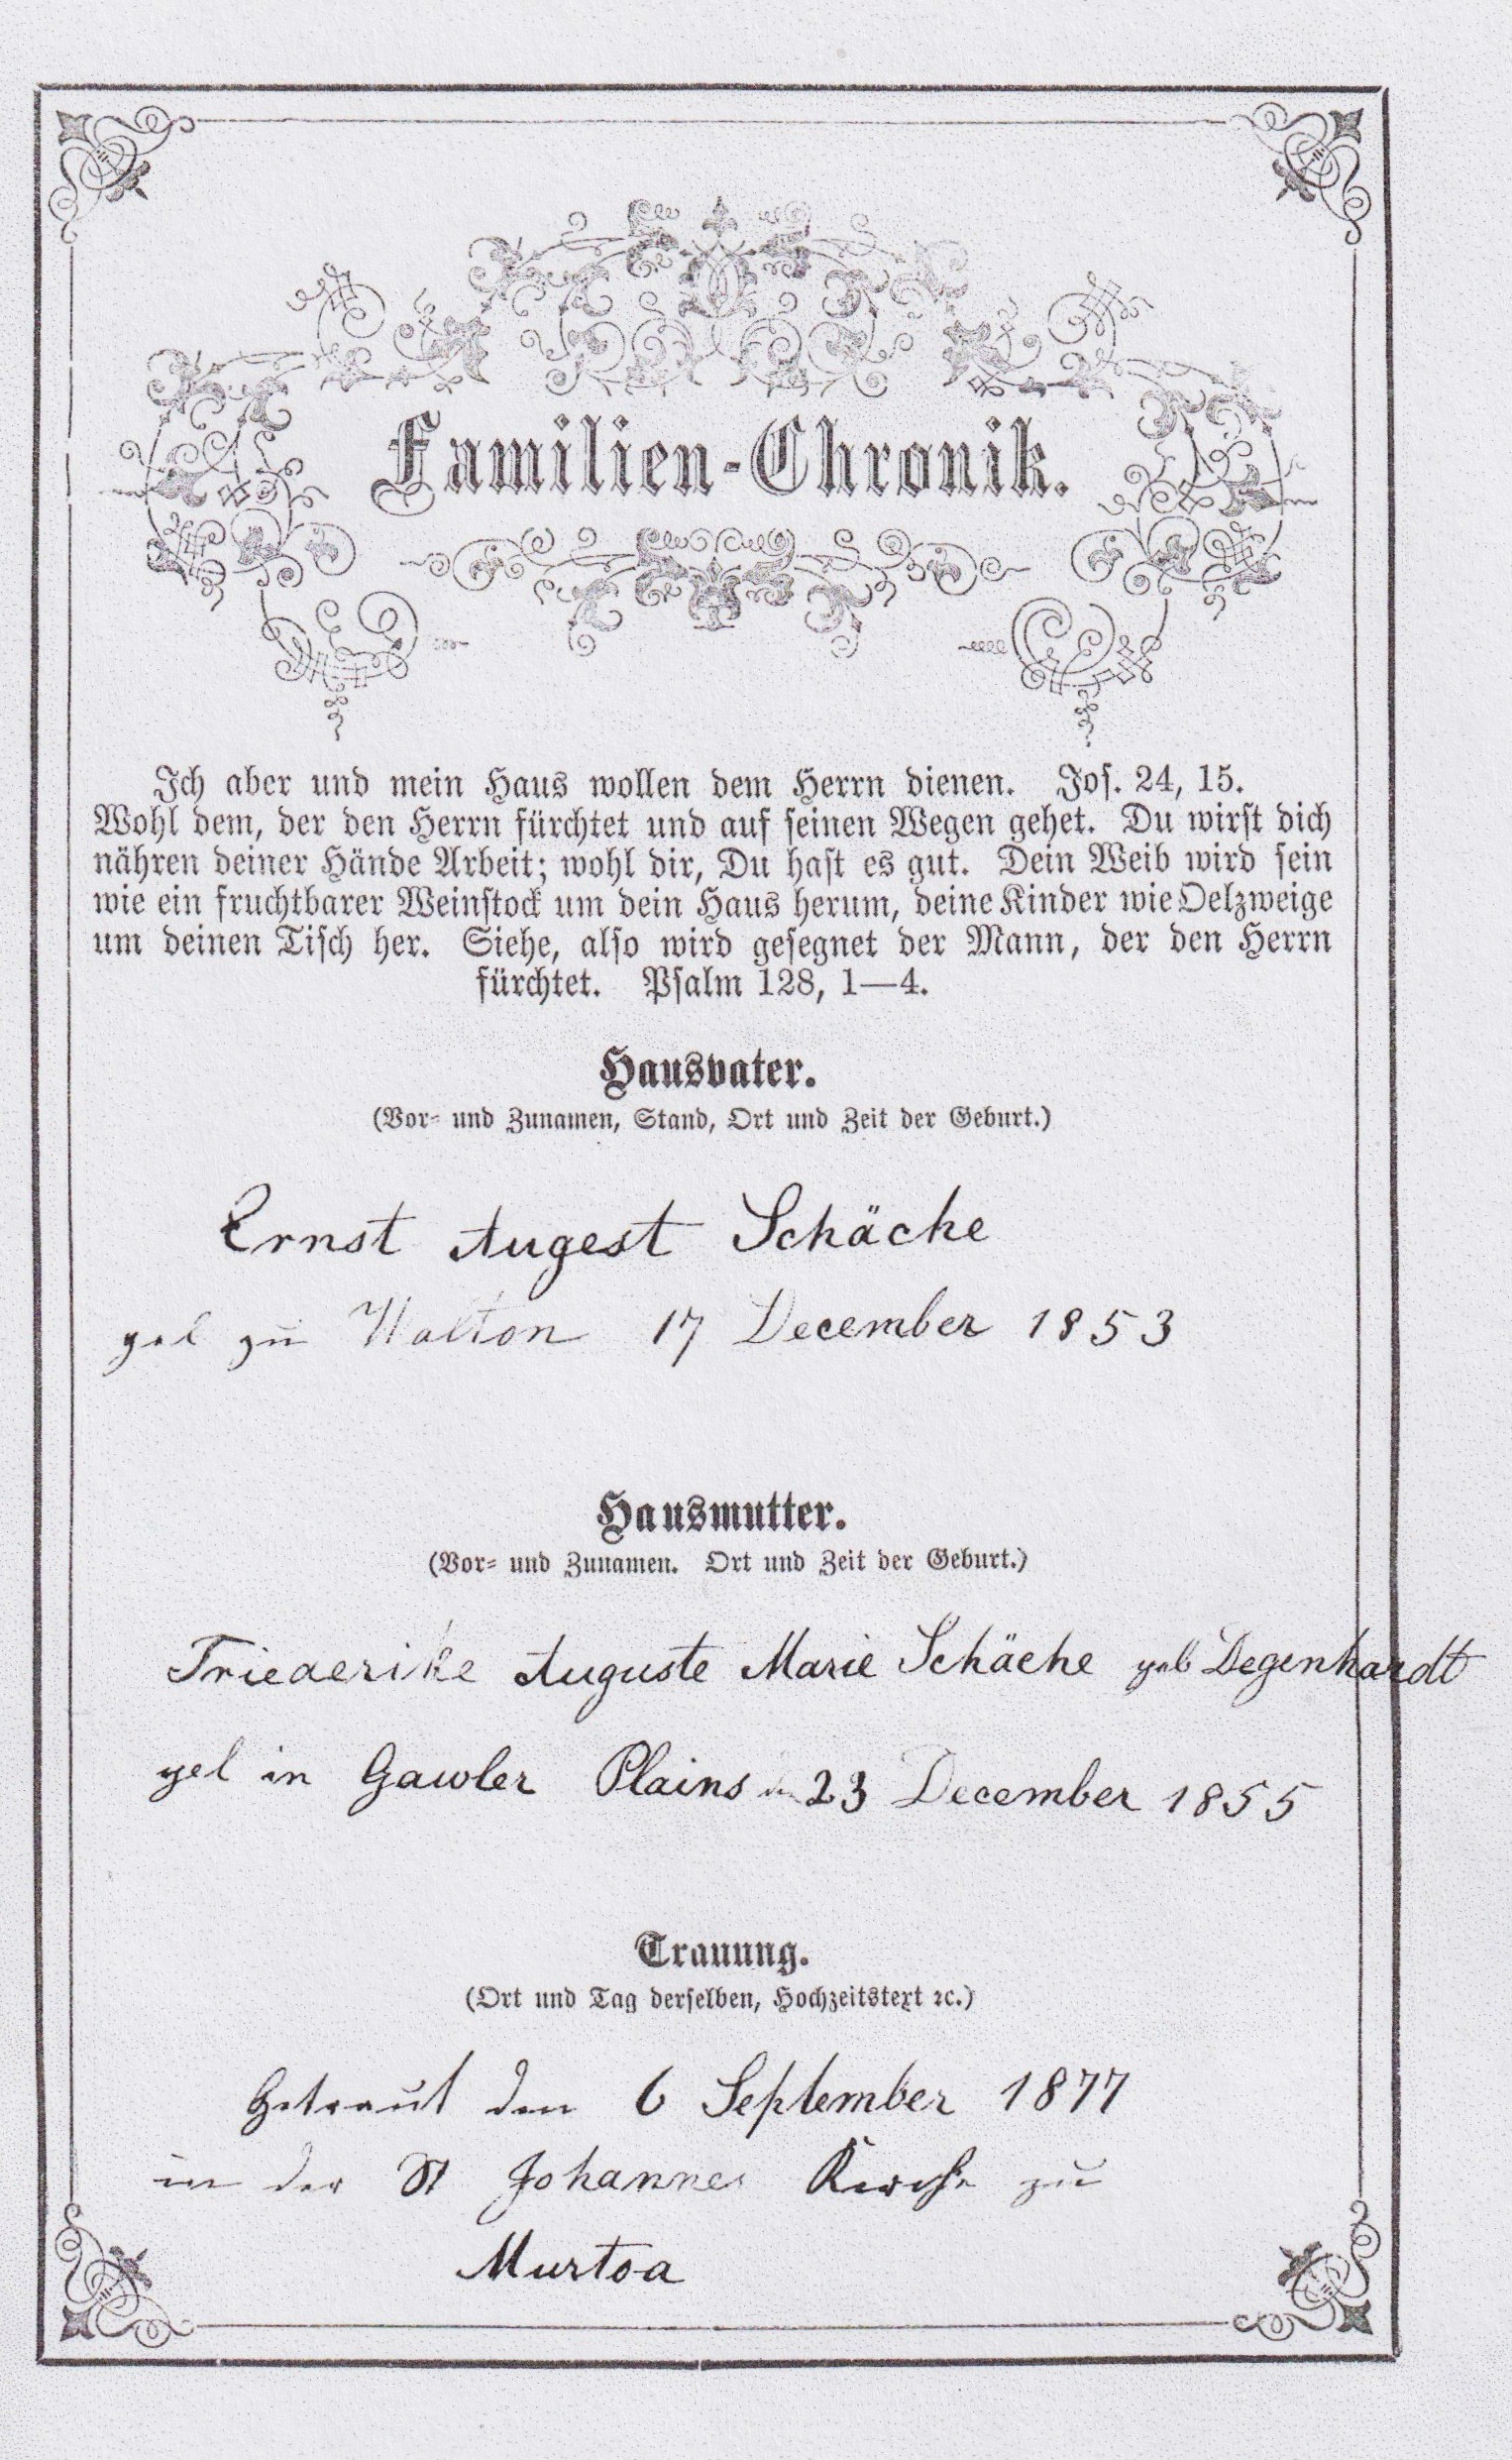 Familien-Chronik.
Ich aber und mein Haus wollen dem Herrn dienen. Jos. 24, 15.
Wohl dem, der den Herrn fürchtet und auf seinen Wegen gehet. Du wirst dich
nähren deiner Hände Arbeit; wohl dir, Du hast es gut. Dein Weib wird sein
wie ein fruchtbarer Weinstock um dein Haus herum, deine Kinder wie Oelzweige
um deinen Tisch her. Siehe, also wird gesegnet der Mann, der den Herrn
fürchtet. Psalm 128, 1—4.
Hausvater.
(Vor- und Zunamen, Stand, Ort und Zeit der Geburt.)
Ernst Augest Schäche
geb zu Walton 17 December 1853
Hausmutter.
(Vor- und Zunamen. Ort und Zeit der Geburt.)
Friederike Auguste Marie Schäche geb Degenhardt
geb in Gawler Plains 23 December 1855
Trauung.
(Ort und Tag derselben, Hochzeitstext ꝛc.)
Getraut den 6 September 1877
in der St Johannes Kirche zu
Murtoa